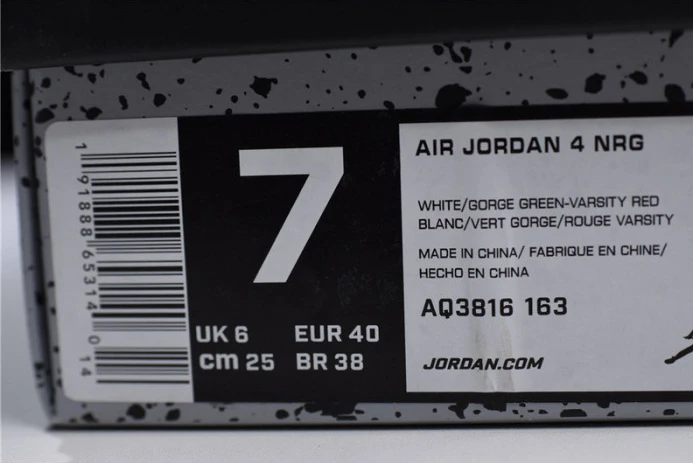 1 91888 65314 0 14
7
UK 6 EUR 40
cm 25 BR 38
AIR JORDAN 4 NRG
WHITE/GORGE GREEN-VARSITY RED
BLANC/VERT GORGE/ROUGE VARSITY
MADE IN CHINA/ FABRIQUE EN CHINE/
HECHO EN CHINA
AQ3816 163
JORDAN.COM